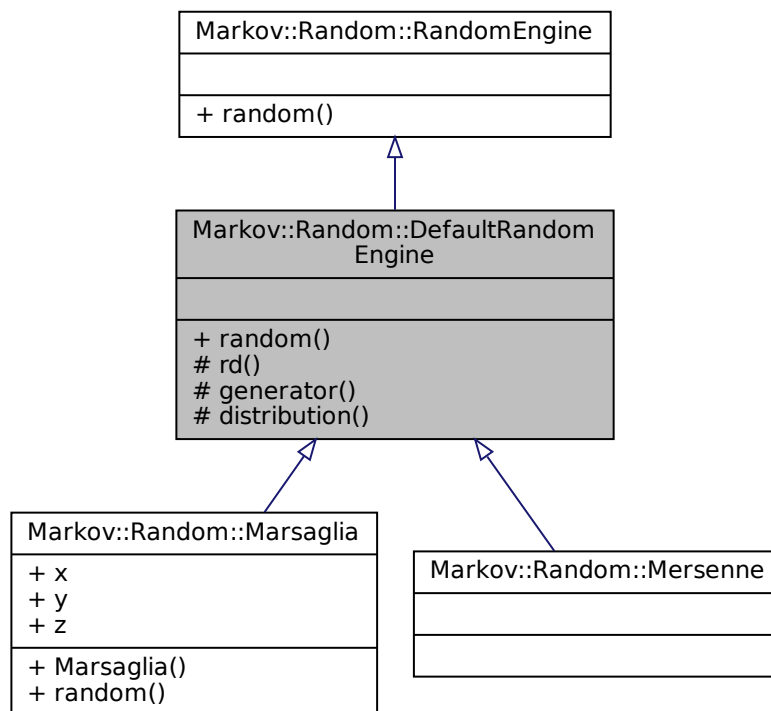 Markov::Random::RandomEngine
+ random()
Markov::Random::DefaultRandom
Engine
+ random()
# rd()
# generator()
# distribution()
Markov::Random::Marsaglia
+ x
+ y
+ z
+ Marsaglia()
+ random()
Markov::Random::Mersenne